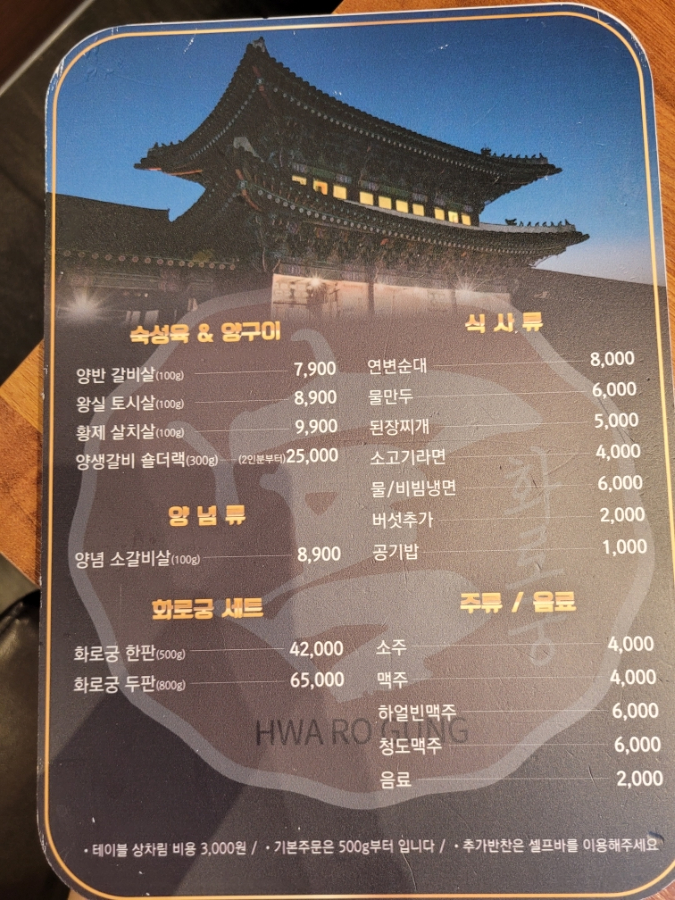 숙성육 & 양구이
양반 갈비살(100g) 7,900
왕실 토시살(100g) 8,900
황제 살치살(100g) 9,900
양생갈비 숄더랙(300g) (2인분부터)25,000
양념류
양념 소갈비살(100g) 8,900
화로궁 세트
화로궁 한판(500g) 42,000
화로궁 두판(800g) 65,000
식사류
연변순대 8,000
물만두 6,000
된장찌개 5,000
소고기라면 4,000
물/비빔냉면 6,000
버섯추가 2,000
공기밥 1,000
주류 / 음료
소주 4,000
맥주 4,000
하얼빈맥주 6,000
청도맥주 6,000
음료 2,000
화로궁
HWA RO GUNG
• 테이블 상차림 비용 3,000원 / • 기본주문은 500g부터 입니다 / • 추가반찬은 셀프바를 이용해주세요